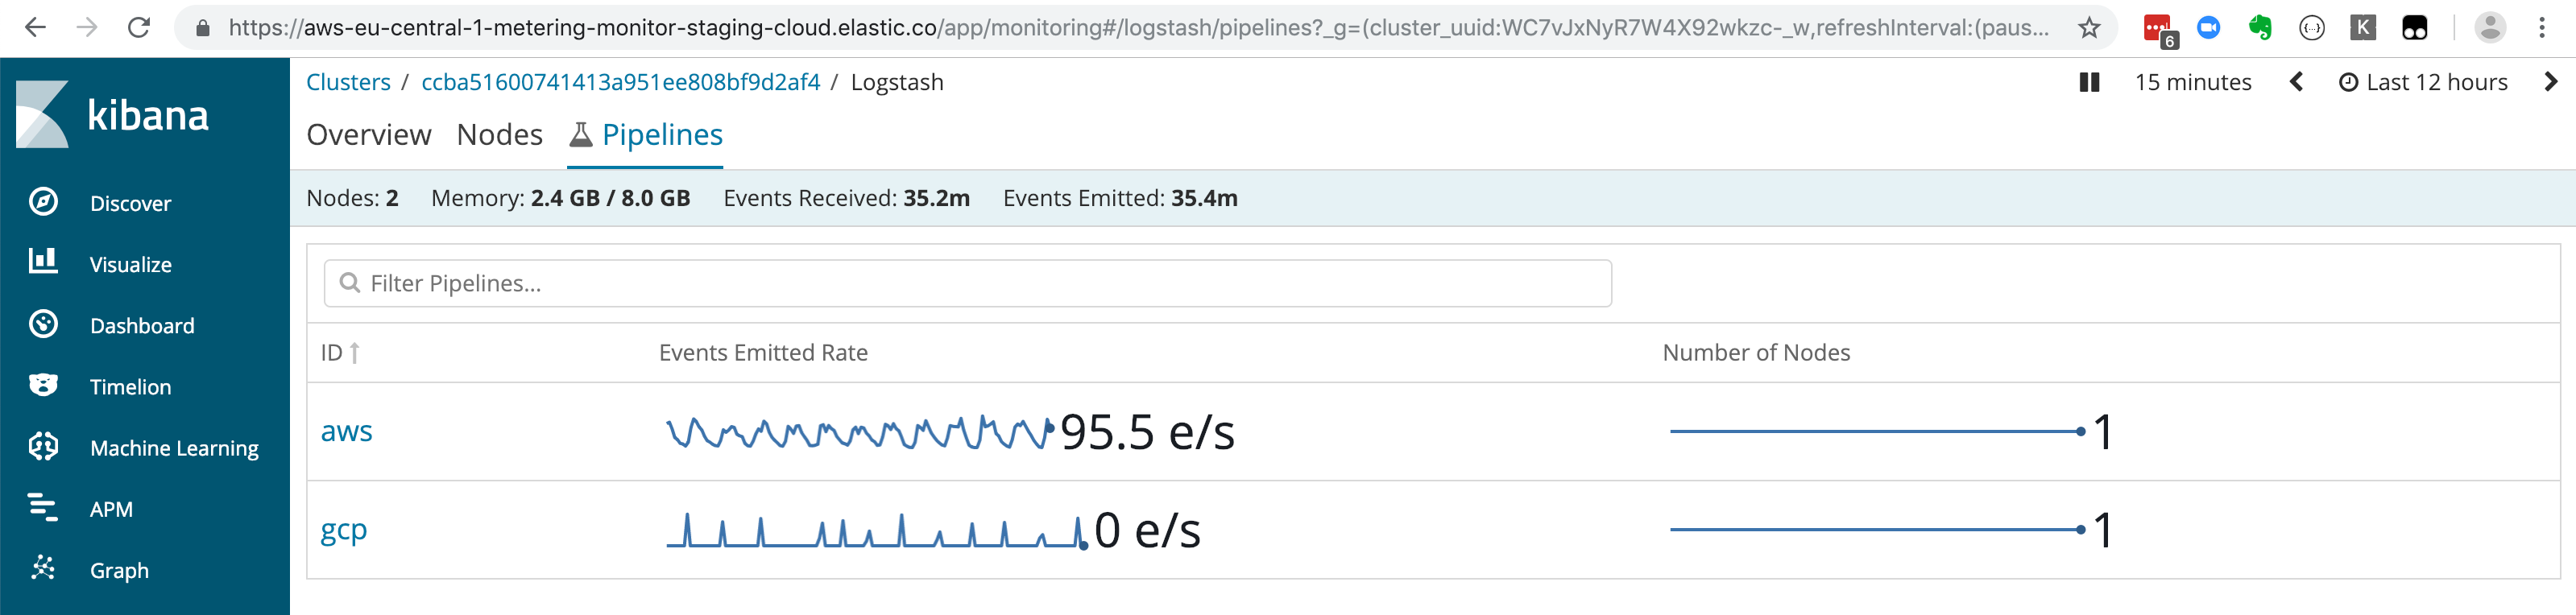 https://aws-eu-central-1-metering-monitor-staging-cloud.elastic.co/app/monitoring#/logstash/pipelines?_g=(cluster_uuid:WC7vJxNyR7W4X92wkzc-_w,refreshInterval:(paus...
6
{...}
K
kibana
Discover
Visualize
Dashboard
Timelion
Machine Learning
APM
Graph
Clusters / ccba51600741413a951ee808bf9d2af4 / Logstash
15 minutes
Last 12 hours
Overview Nodes Pipelines
Nodes: 2 Memory: 2.4 GB / 8.0 GB Events Received: 35.2m Events Emitted: 35.4m
Filter Pipelines...
ID Events Emitted Rate Number of Nodes
aws 95.5 e/s 1
gcp 0 e/s 1